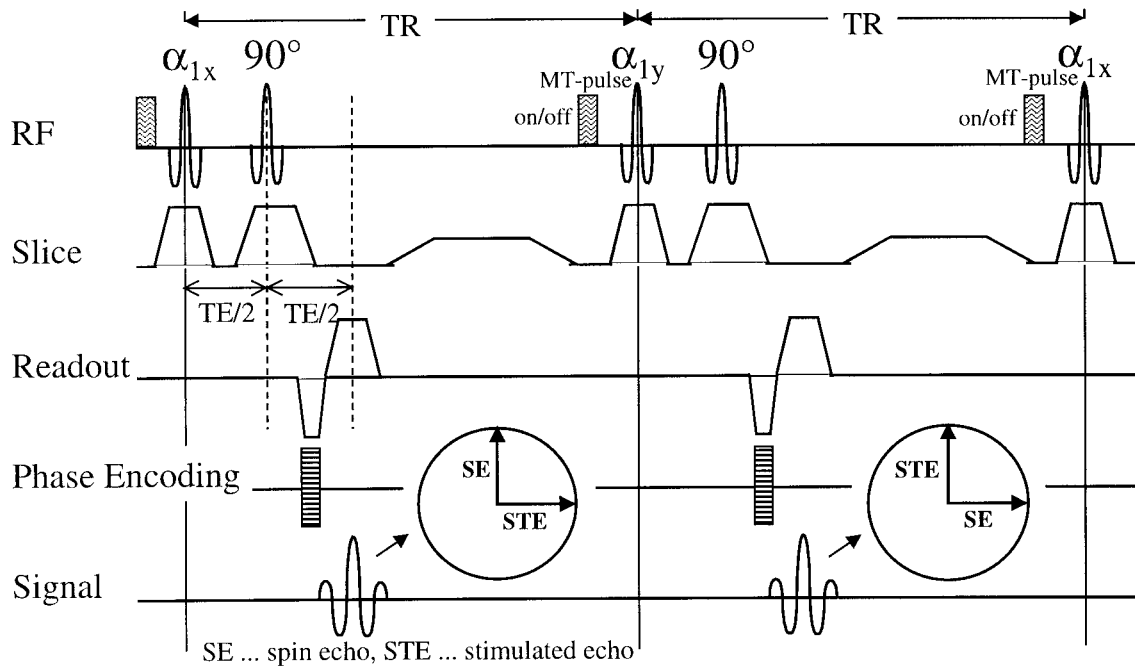 TR TR
α1x 90° MT-pulse α1y 90° MT-pulse α1x
on/off on/off
RF
Slice
TE/2 TE/2
Readout
SE STE
Phase Encoding
STE SE
Signal
SE ... spin echo, STE ... stimulated echo